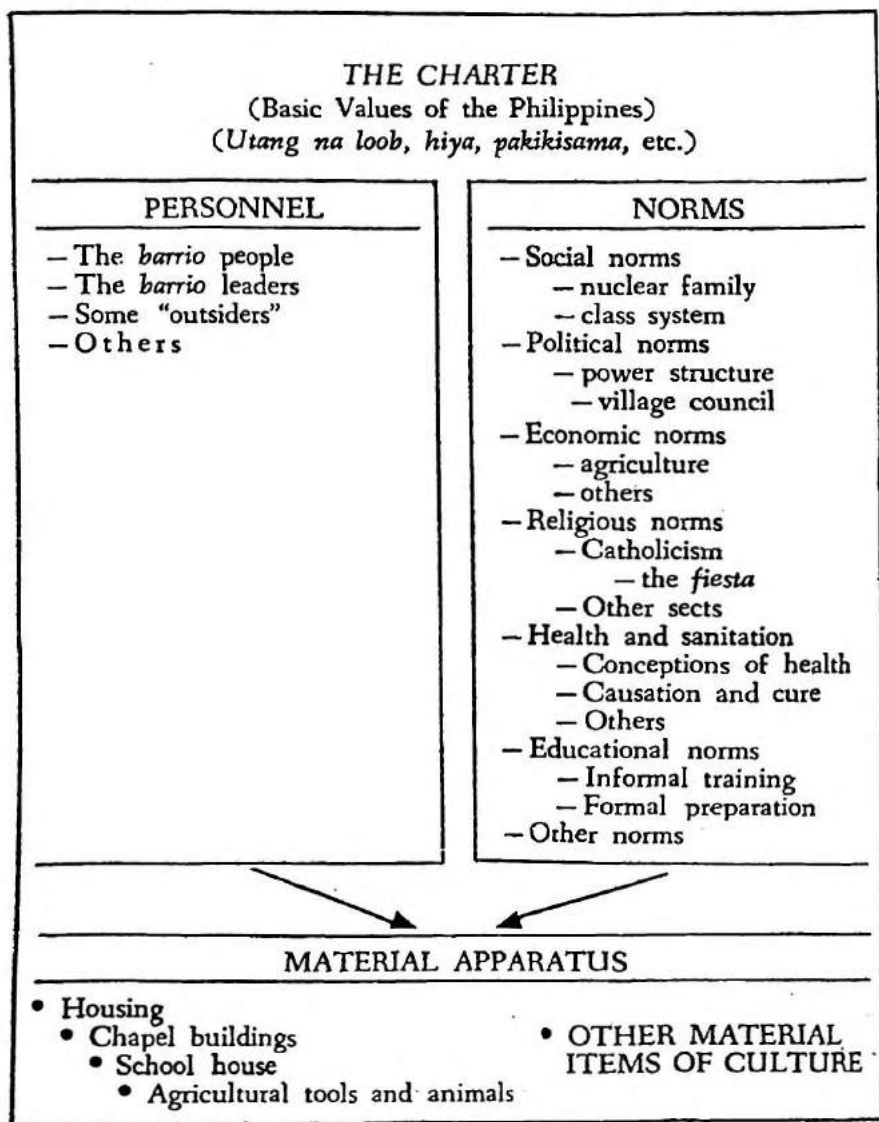 THE CHARTER
(Basic Values of the Philippines)
(Utang na loob, hiya, pakikisama, etc.)
PERSONNEL
— The barrio people
— The barrio leaders
— Some “outsiders”
— Others
NORMS
— Social norms
— nuclear family
— class system
— Political norms
— power structure
— village council
— Economic norms
— agriculture
— others
— Religious norms
— Catholicism
— the fiesta
— Other sects
— Health and sanitation
— Conceptions of health
— Causation and cure
— Others
— Educational norms
— Informal training
— Formal preparation
— Other norms
MATERIAL APPARATUS
• Housing
• Chapel buildings
• School house
• Agricultural tools and animals
• OTHER MATERIAL
ITEMS OF CULTURE